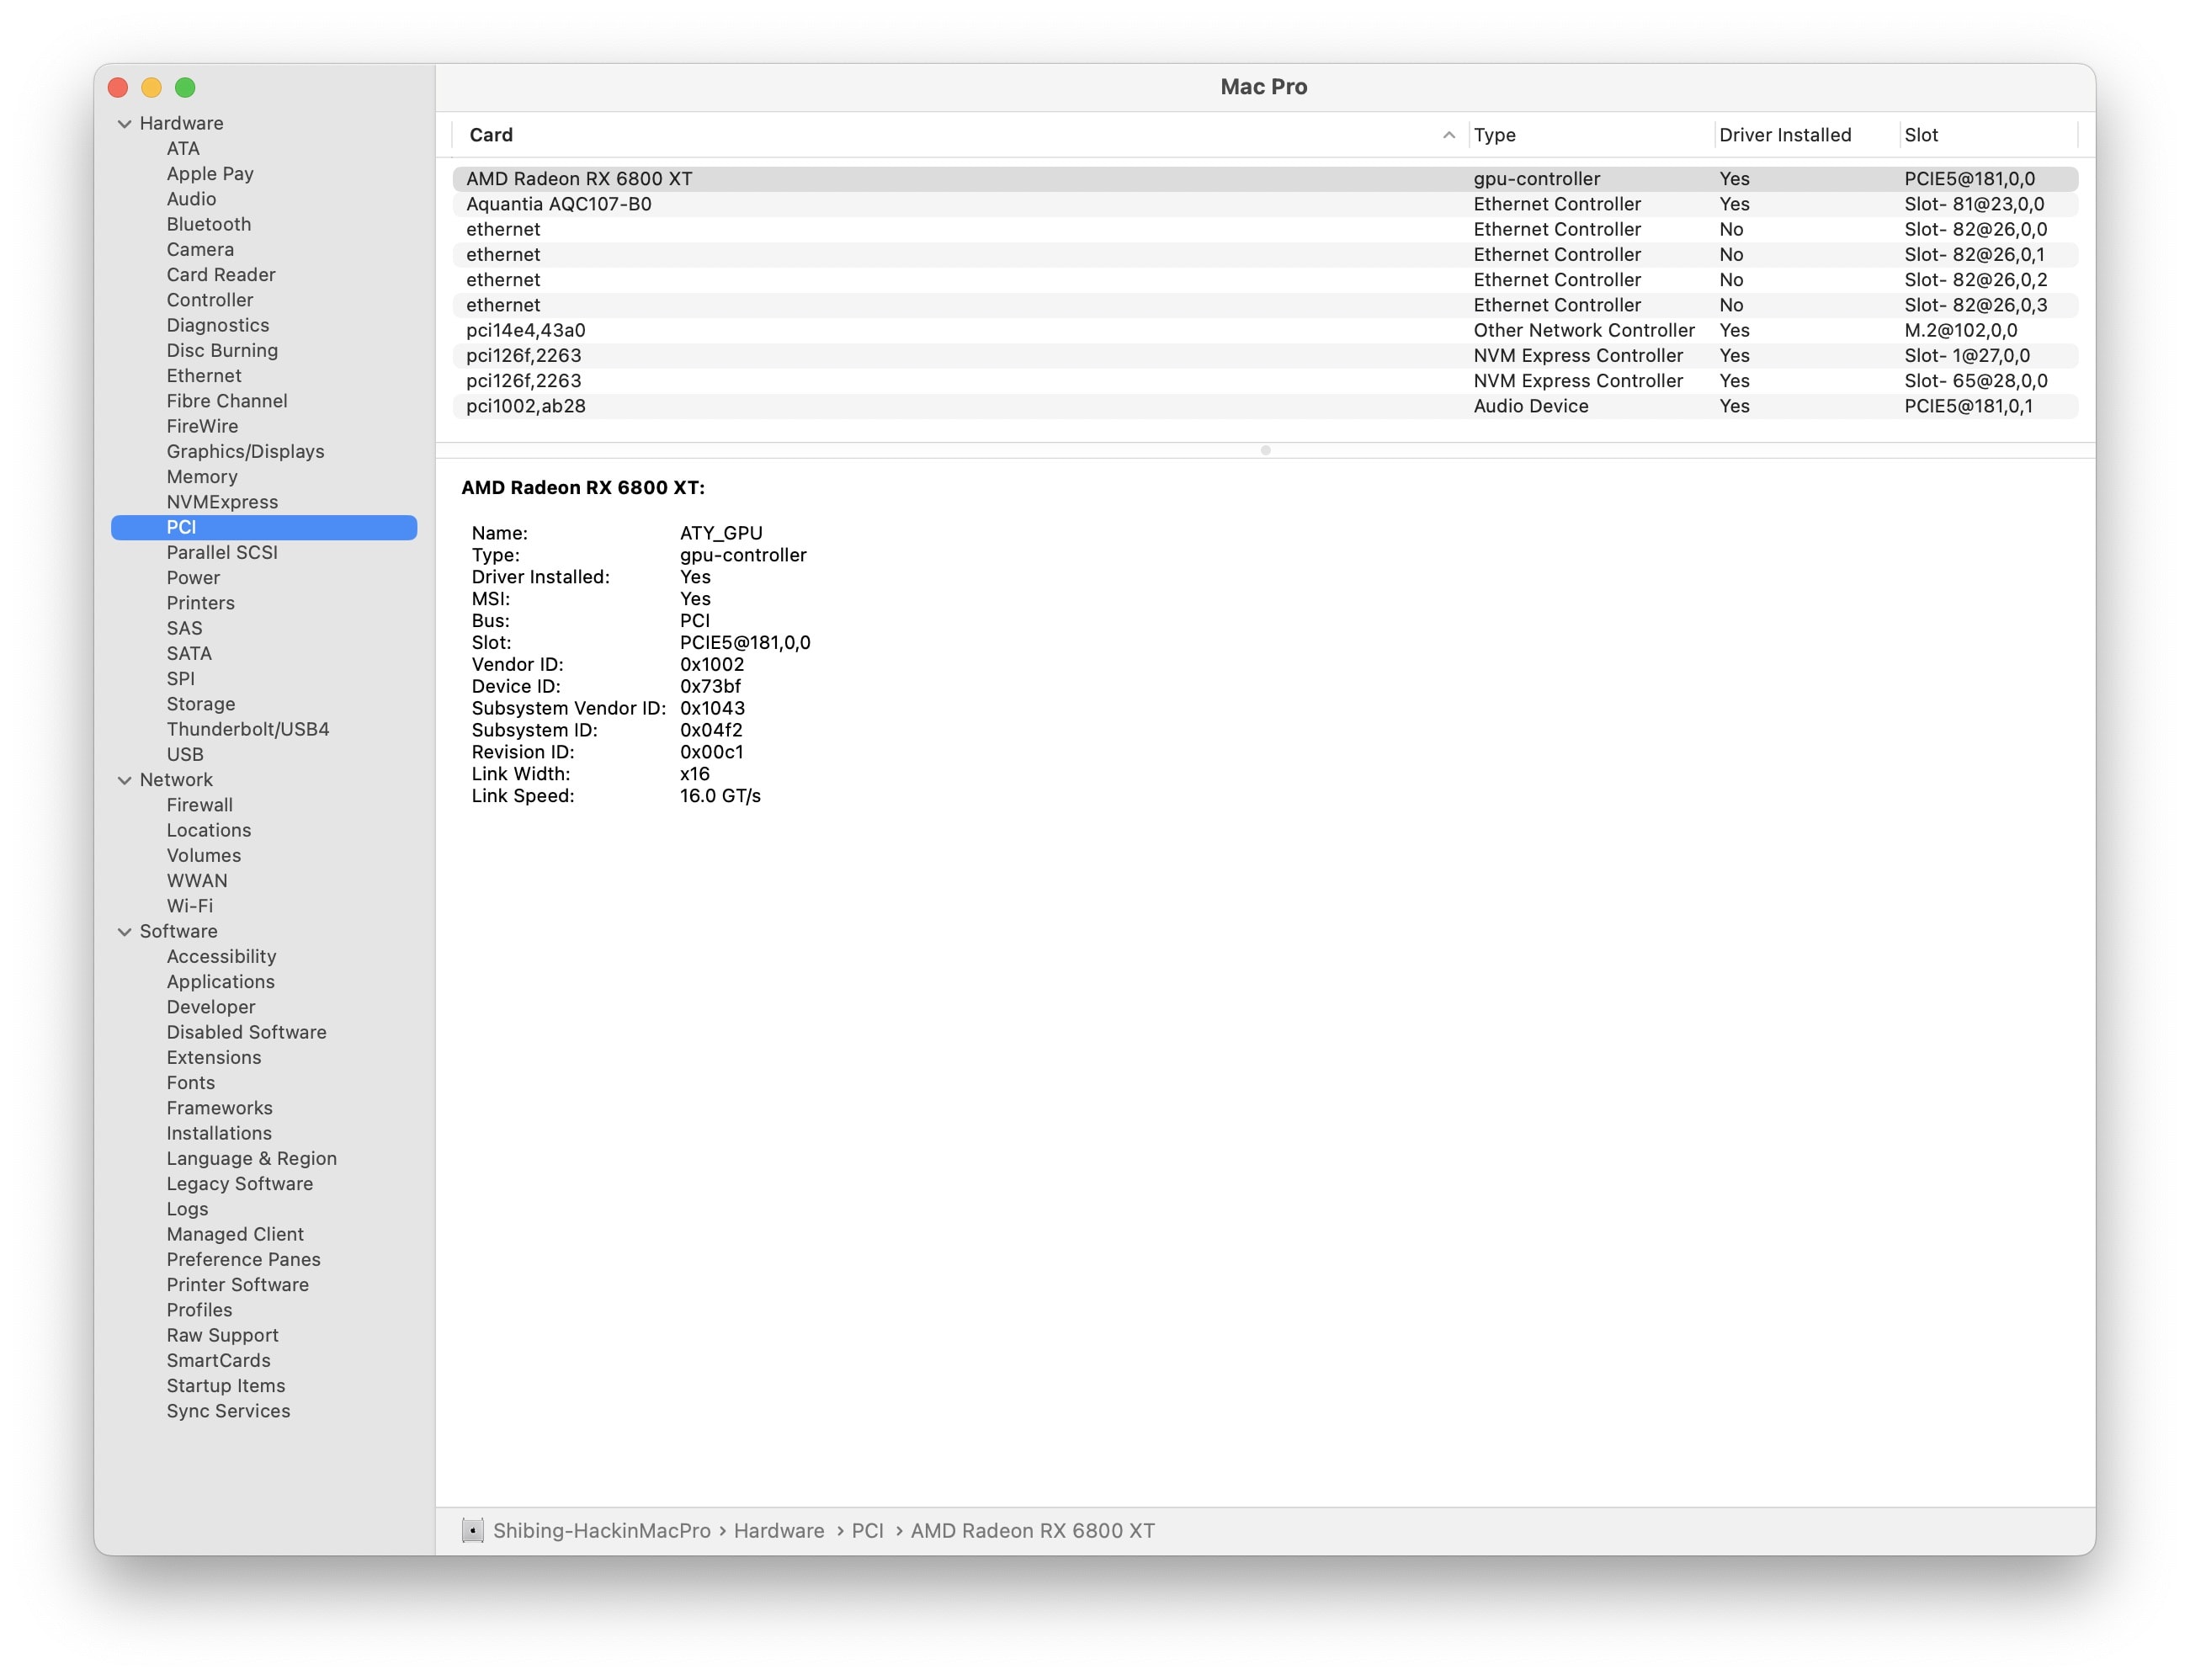 Mac Pro
Hardware
ATA
Apple Pay
Audio
Bluetooth
Camera
Card Reader
Controller
Diagnostics
Disc Burning
Ethernet
Fibre Channel
FireWire
Graphics/Displays
Memory
NVMExpress
PCI
Parallel SCSI
Power
Printers
SAS
SATA
SPI
Storage
Thunderbolt/USB4
USB
Network
Firewall
Locations
Volumes
WWAN
Wi-Fi
Software
Accessibility
Applications
Developer
Disabled Software
Extensions
Fonts
Frameworks
Installations
Language & Region
Legacy Software
Logs
Managed Client
Preference Panes
Printer Software
Profiles
Raw Support
SmartCards
Startup Items
Sync Services
Card Type Driver Installed Slot
AMD Radeon RX 6800 XT gpu-controller Yes PCIE5@181,0,0
Aquantia AQC107-B0 Ethernet Controller Yes Slot- 81@23,0,0
ethernet Ethernet Controller No Slot- 82@26,0,0
ethernet Ethernet Controller No Slot- 82@26,0,1
ethernet Ethernet Controller No Slot- 82@26,0,2
ethernet Ethernet Controller No Slot- 82@26,0,3
pci14e4,43a0 Other Network Controller Yes M.2@102,0,0
pci126f,2263 NVM Express Controller Yes Slot- 1@27,0,0
pci126f,2263 NVM Express Controller Yes Slot- 65@28,0,0
pci1002,ab28 Audio Device Yes PCIE5@181,0,1
AMD Radeon RX 6800 XT:
Name: ATY_GPU
Type: gpu-controller
Driver Installed: Yes
MSI: Yes
Bus: PCI
Slot: PCIE5@181,0,0
Vendor ID: 0x1002
Device ID: 0x73bf
Subsystem Vendor ID: 0x1043
Subsystem ID: 0x04f2
Revision ID: 0x00c1
Link Width: x16
Link Speed: 16.0 GT/s
Shibing-HackinMacPro › Hardware › PCI › AMD Radeon RX 6800 XT